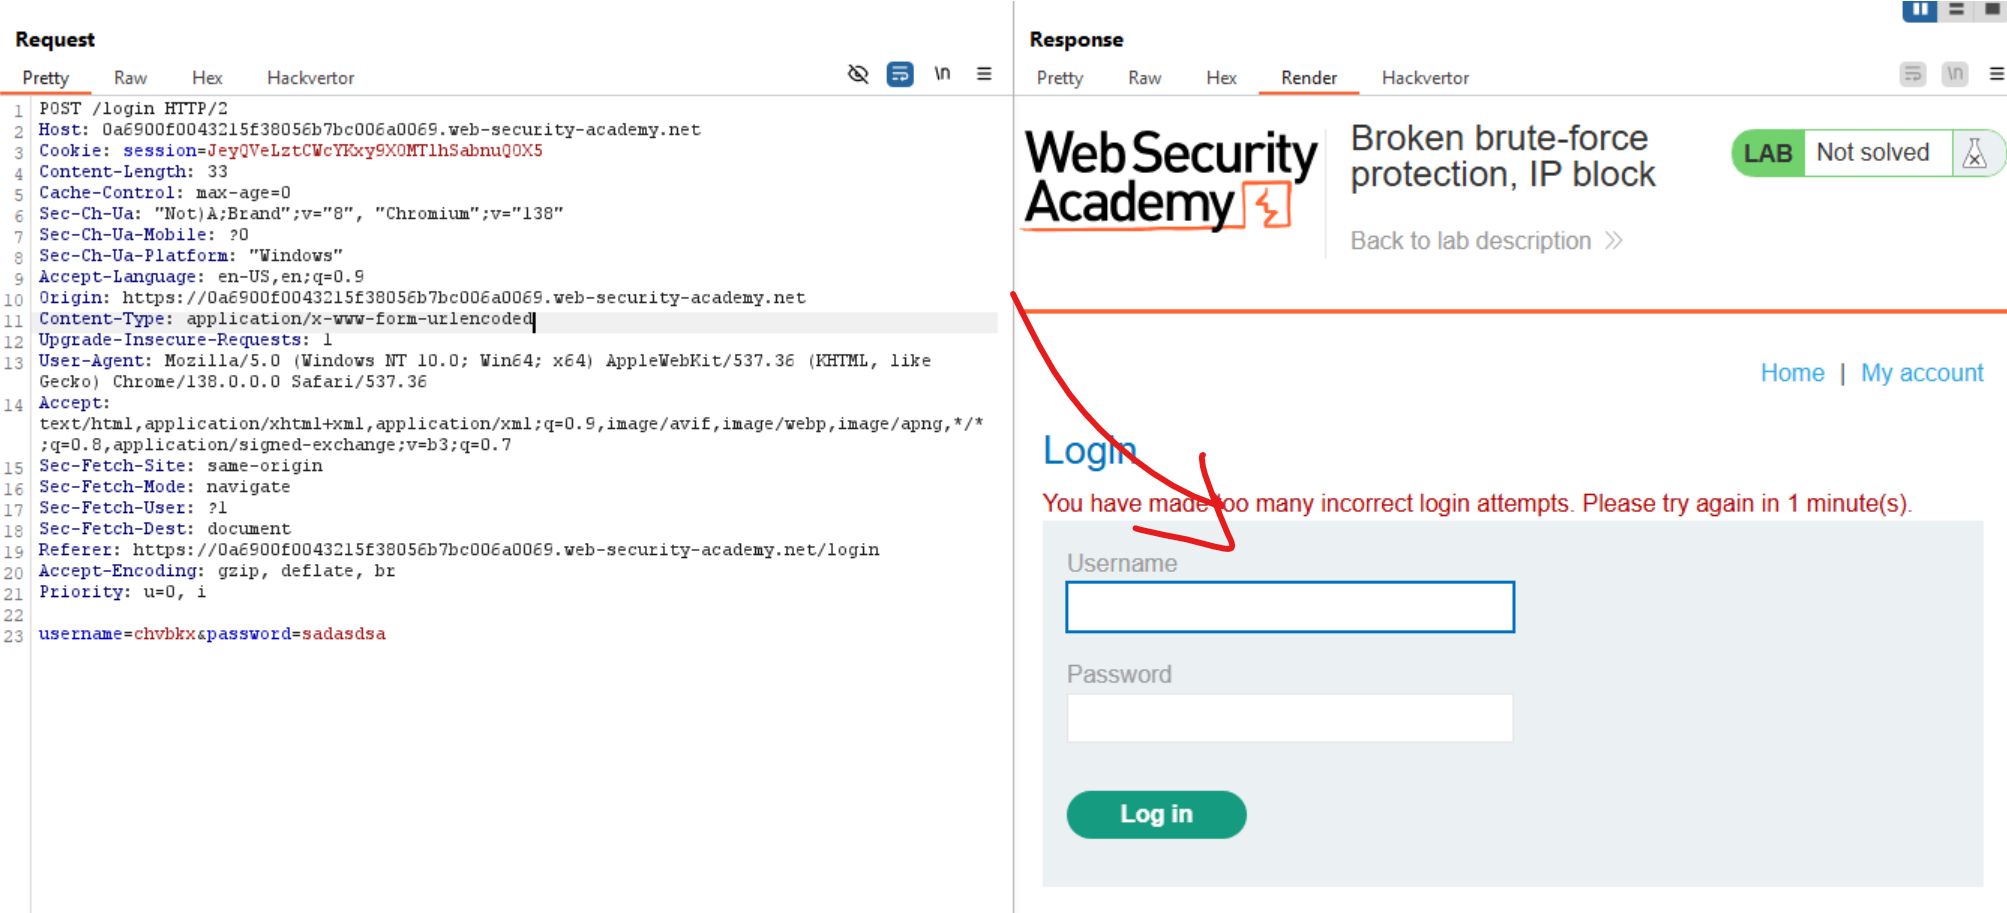 Request
Pretty Raw Hex Hackvertor
\n
1 POST /login HTTP/2
2 Host: 0a6900f0043215f38056b7bc006a0069.web-security-academy.net
3 Cookie: session=JeyQVeLztCWcYKxy9X0MTlhSabnuQ0X5
4 Content-Length: 33
5 Cache-Control: max-age=0
6 Sec-Ch-Ua: "Not)A;Brand";v="8", "Chromium";v="138"
7 Sec-Ch-Ua-Mobile: ?0
8 Sec-Ch-Ua-Platform: "Windows"
9 Accept-Language: en-US,en;q=0.9
10 Origin: https://0a6900f0043215f38056b7bc006a0069.web-security-academy.net
11 Content-Type: application/x-www-form-urlencoded
12 Upgrade-Insecure-Requests: 1
13 User-Agent: Mozilla/5.0 (Windows NT 10.0; Win64; x64) AppleWebKit/537.36 (KHTML, like
Gecko) Chrome/138.0.0.0 Safari/537.36
14 Accept:
text/html,application/xhtml+xml,application/xml;q=0.9,image/avif,image/webp,image/apng,*/*
;q=0.8,application/signed-exchange;v=b3;q=0.7
15 Sec-Fetch-Site: same-origin
16 Sec-Fetch-Mode: navigate
17 Sec-Fetch-User: ?1
18 Sec-Fetch-Dest: document
19 Referer: https://0a6900f0043215f38056b7bc006a0069.web-security-academy.net/login
20 Accept-Encoding: gzip, deflate, br
21 Priority: u=0, i
22
23 username=chvbkx&password=sadasdsa
Response
Pretty Raw Hex Render Hackvertor
\n
WebSecurity
Academy
Broken brute-force
protection, IP block
LAB Not solved
Back to lab description
Home | My account
Login
You have made too many incorrect login attempts. Please try again in 1 minute(s).
Username
Password
Log in